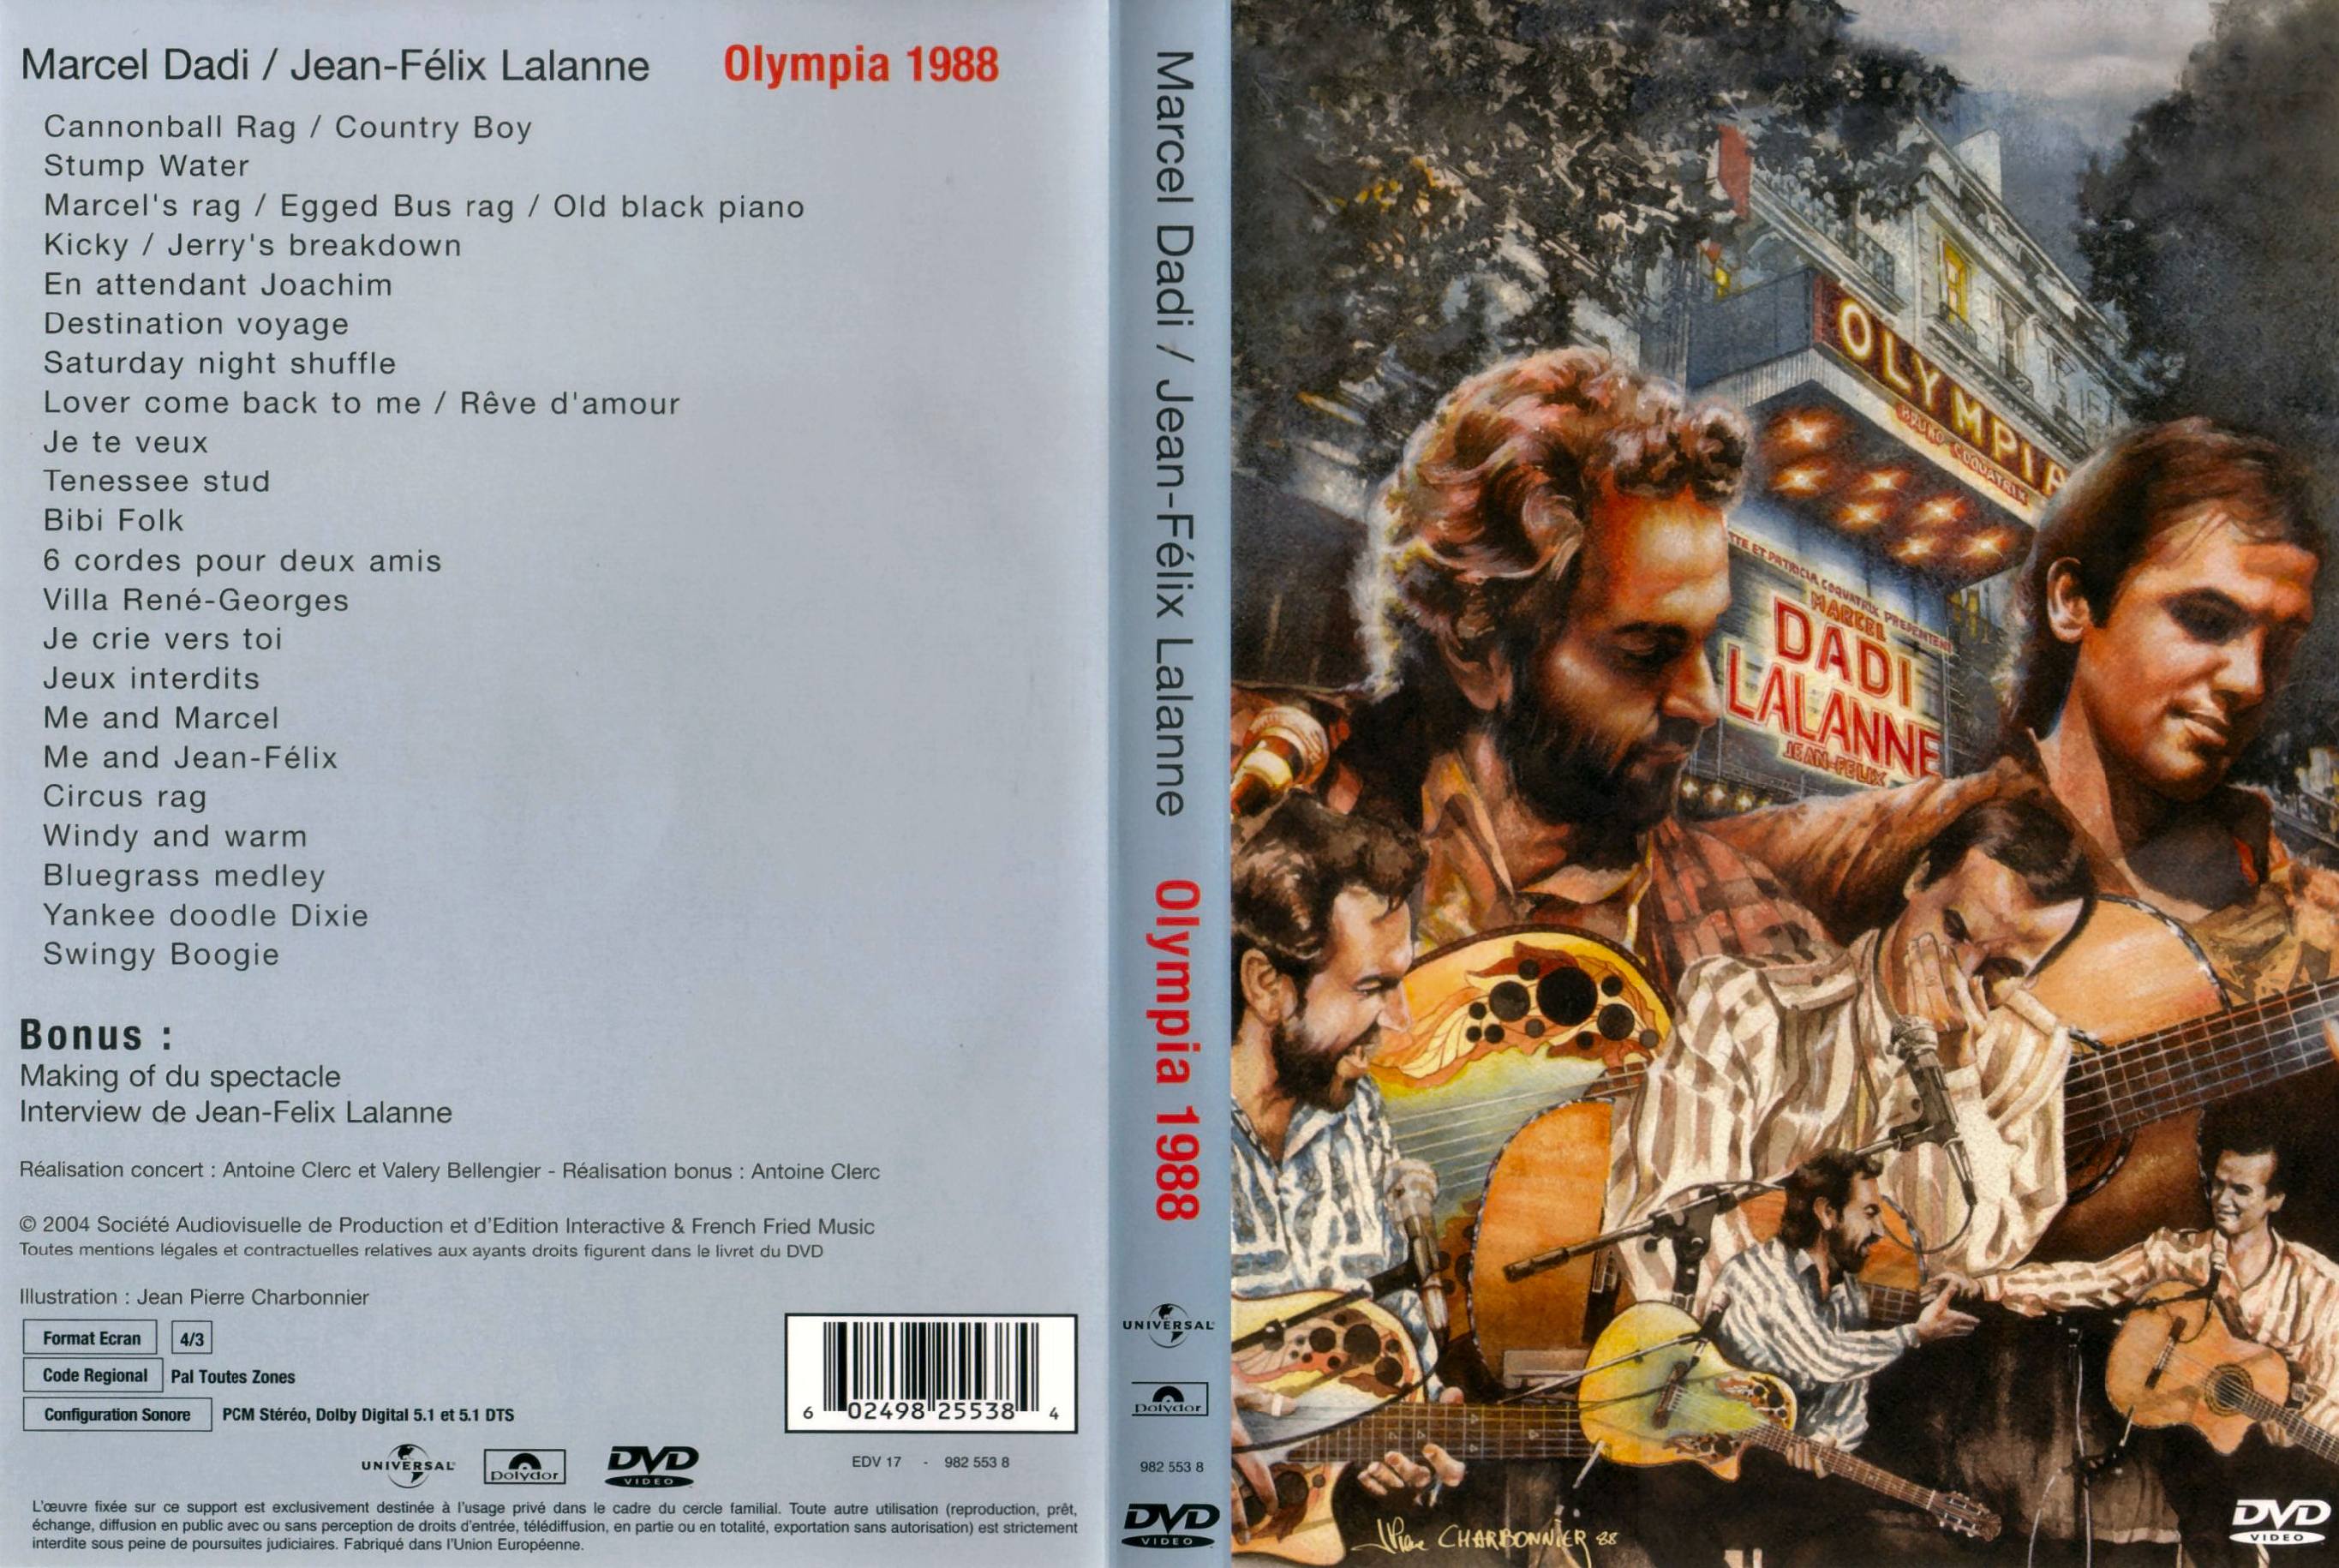 Marcel Dadi / Jean-Félix Lalanne Olympia 1988
Cannonball Rag / Country Boy
Stump Water
Marcel's rag / Egged Bus rag / Old black piano
Kicky / Jerry's breakdown
En attendant Joachim
Destination voyage
Saturday night shuffle
Lover come back to me / Rêve d'amour
Je te veux
Tenessee stud
Bibi Folk
6 cordes pour deux amis
Villa René-Georges
Je crie vers toi
Jeux interdits
Me and Marcel
Me and Jean-Félix
Circus rag
Windy and warm
Bluegrass medley
Yankee doodle Dixie
Swingy Boogie
Bonus :
Making of du spectacle
Interview de Jean-Felix Lalanne
Réalisation concert : Antoine Clerc et Valery Bellengier - Réalisation bonus : Antoine Clerc
© 2004 Société Audiovisuelle de Production et d'Edition Interactive & French Fried Music
Toutes mentions légales et contractuelles relatives aux ayants droits figurent dans le livret du DVD
Illustration : Jean Pierre Charbonnier
Format Ecran 4/3
Code Regional Pal Toutes Zones
Configuration Sonore PCM Stéréo, Dolby Digital 5.1 et 5.1 DTS
6 02498 25538 4
UNIVERSAL polydor DVD VIDEO
EDV 17 - 982 553 8
L'œuvre fixée sur ce support est exclusivement destinée à l'usage privé dans le cadre du cercle familial. Toute autre utilisation (reproduction, prêt,
échange, diffusion en public avec ou sans perception de droits d'entrée, télédiffusion, en partie ou en totalité, exportation sans autorisation) est strictement
interdite sous peine de poursuites judiciaires. Fabriqué dans l'Union Européenne.
Marcel Dadi / Jean-Félix Lalanne Olympia 1988
UNIVERSAL
polydor
982 553 8
DVD
VIDEO
OLYMPIA
BRUNO COQUATRIX
ET PATRICIA COQUATRIX PRESENTENT
MARCEL
DADI
LALANNE
JEAN-FELIX
CHARBONNIER 88
DVD
VIDEO